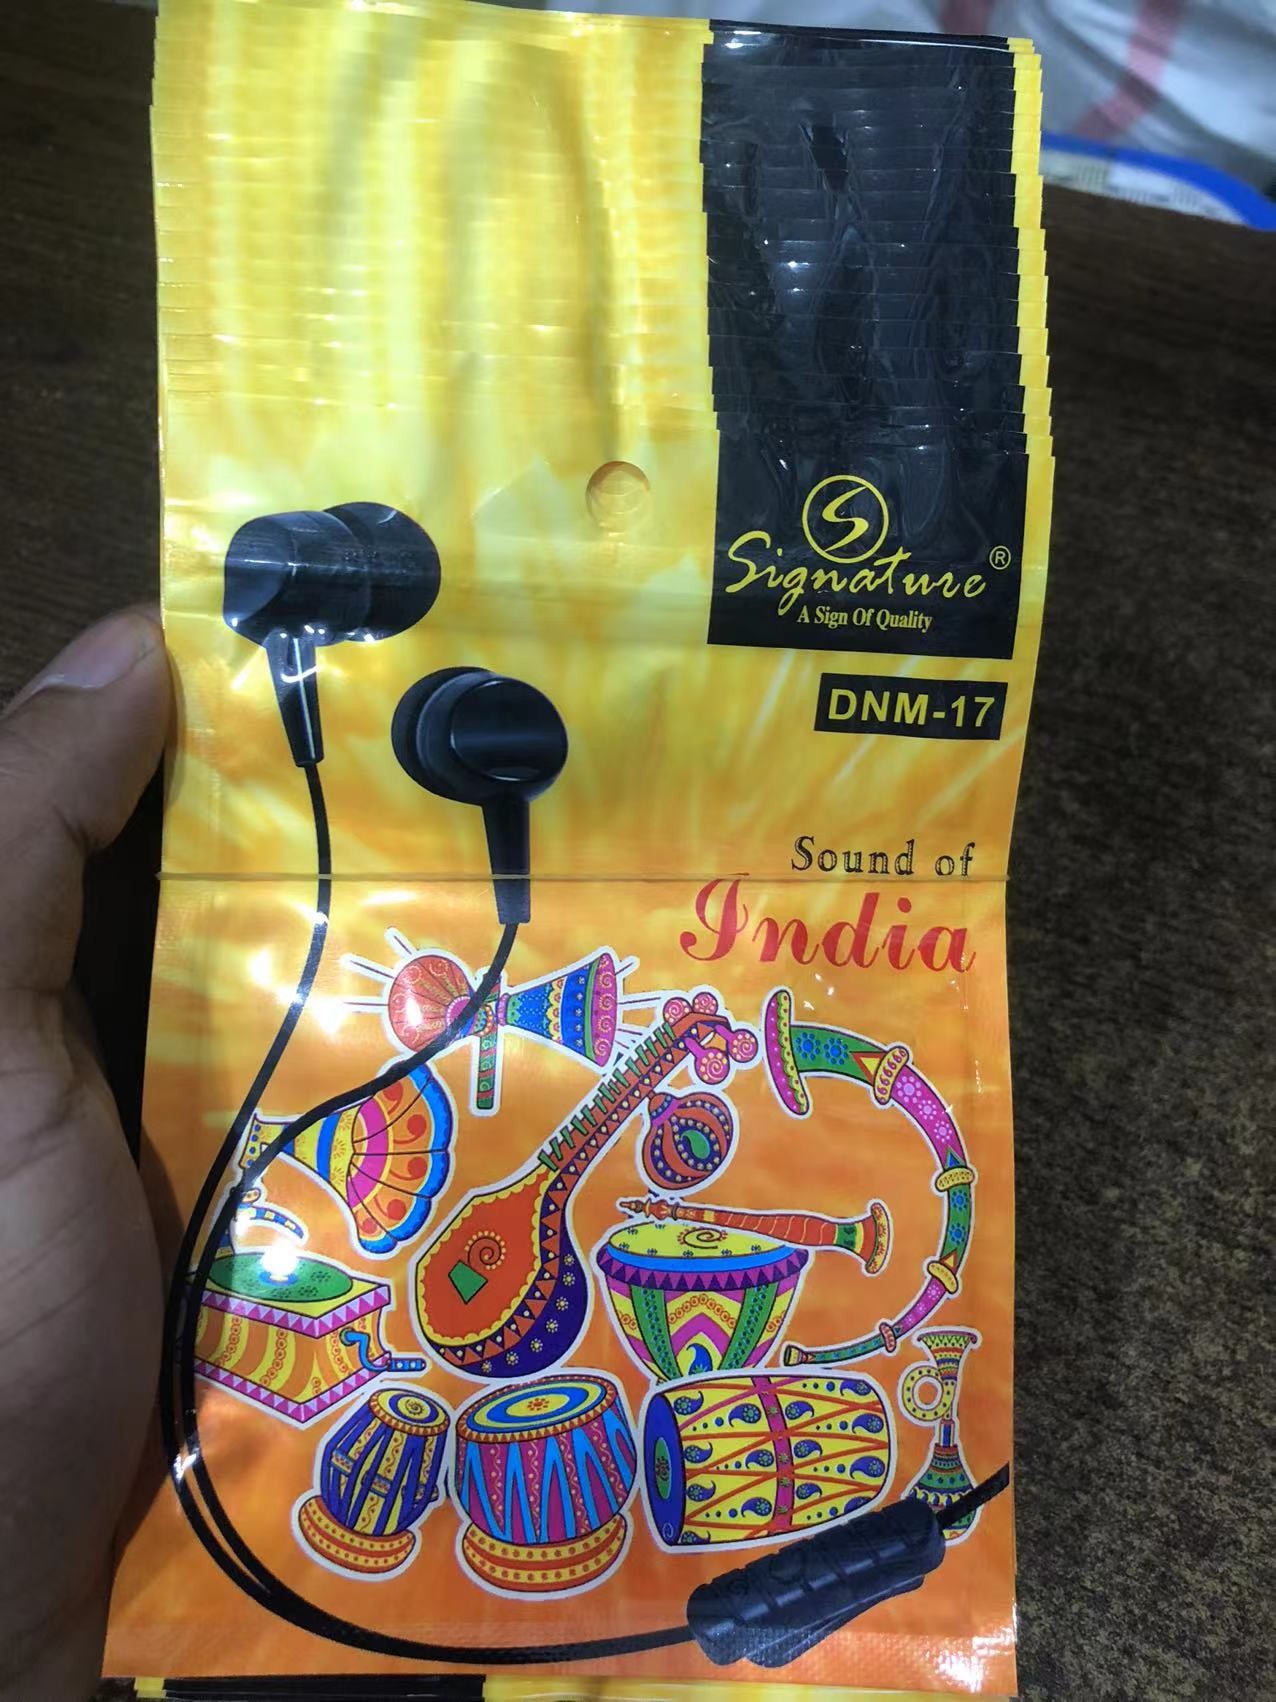 Signature®
A Sign Of Quality
DNM-17
Sound of
India